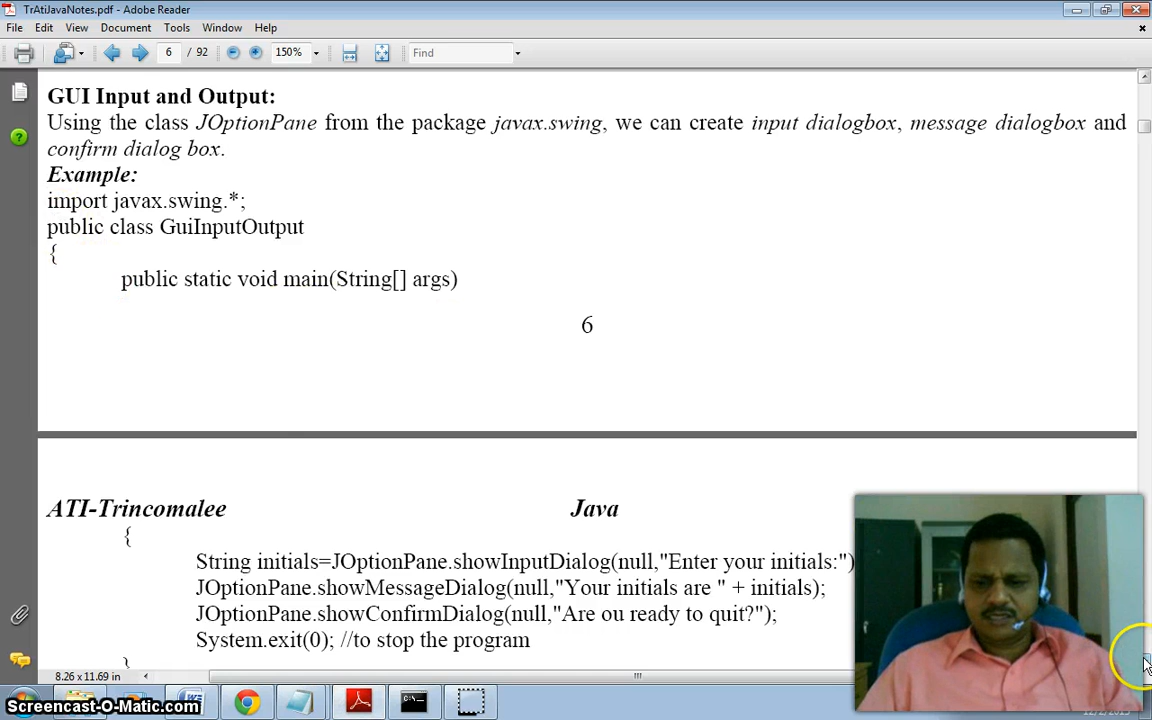 TrAtiJavaNotes.pdf - Adobe Reader
File Edit View Document Tools Window Help
6 / 92 150% Find
GUI Input and Output:
Using the class JOptionPane from the package javax.swing, we can create input dialogbox, message dialogbox and
confirm dialog box.
Example:
import javax.swing.*;
public class GuiInputOutput
{
public static void main(String[] args)
6
ATI-Trincomalee Java
{
String initials=JOptionPane.showInputDialog(null,"Enter your initials:")
JOptionPane.showMessageDialog(null,"Your initials are " + initials);
JOptionPane.showConfirmDialog(null,"Are ou ready to quit?");
System.exit(0); //to stop the program
}
8.26 x 11.69 in
Screencast-O-Matic.com